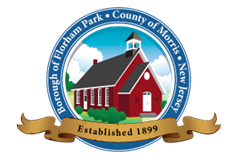 Borough of Florham Park • County of Morris • New Jersey
Established 1899